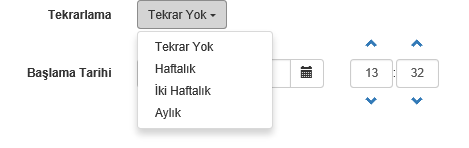 Tekrarlama
Tekrar Yok
Tekrar Yok
Haftalık
İki Haftalık
Aylık
Başlama Tarihi
13 : 32